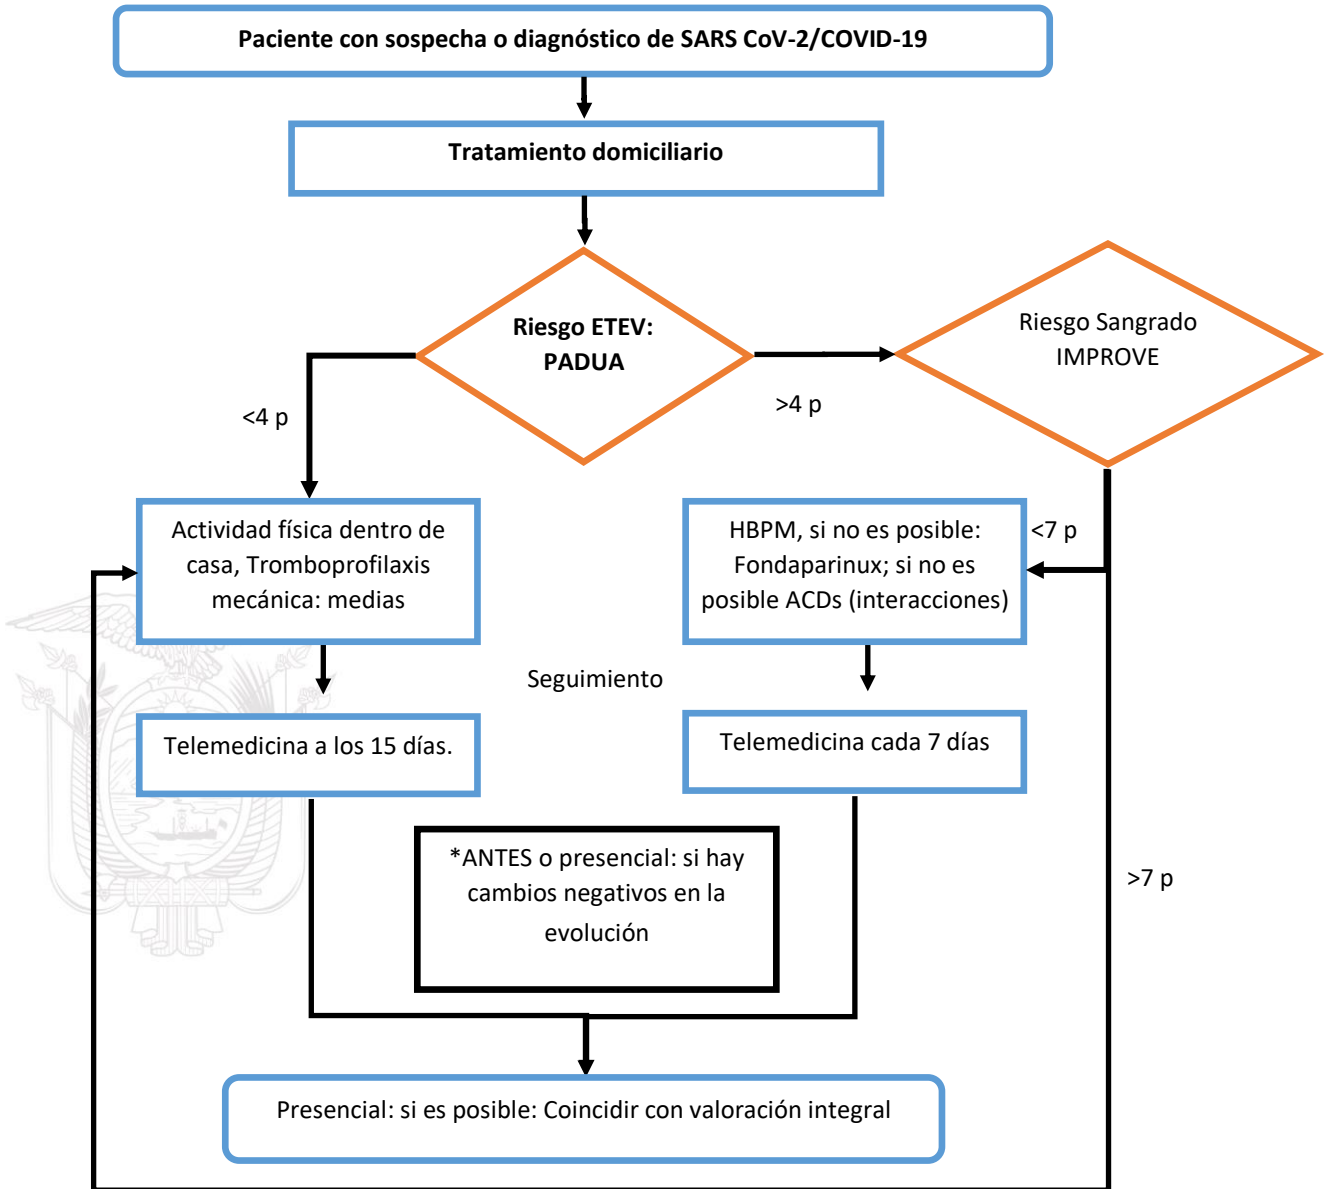 Paciente con sospecha o diagnóstico de SARS CoV-2/COVID-19
Tratamiento domiciliario
Riesgo ETEV:
PADUA
Riesgo Sangrado
IMPROVE
<4 p
>4 p
Actividad física dentro de
casa, Tromboprofilaxis
mecánica: medias
HBPM, si no es posible:
Fondaparinux; si no es
posible ACDs (interacciones)
<7 p
Seguimiento
Telemedicina a los 15 días.
Telemedicina cada 7 días
*ANTES o presencial: si hay
cambios negativos en la
evolución
>7 p
Presencial: si es posible: Coincidir con valoración integral